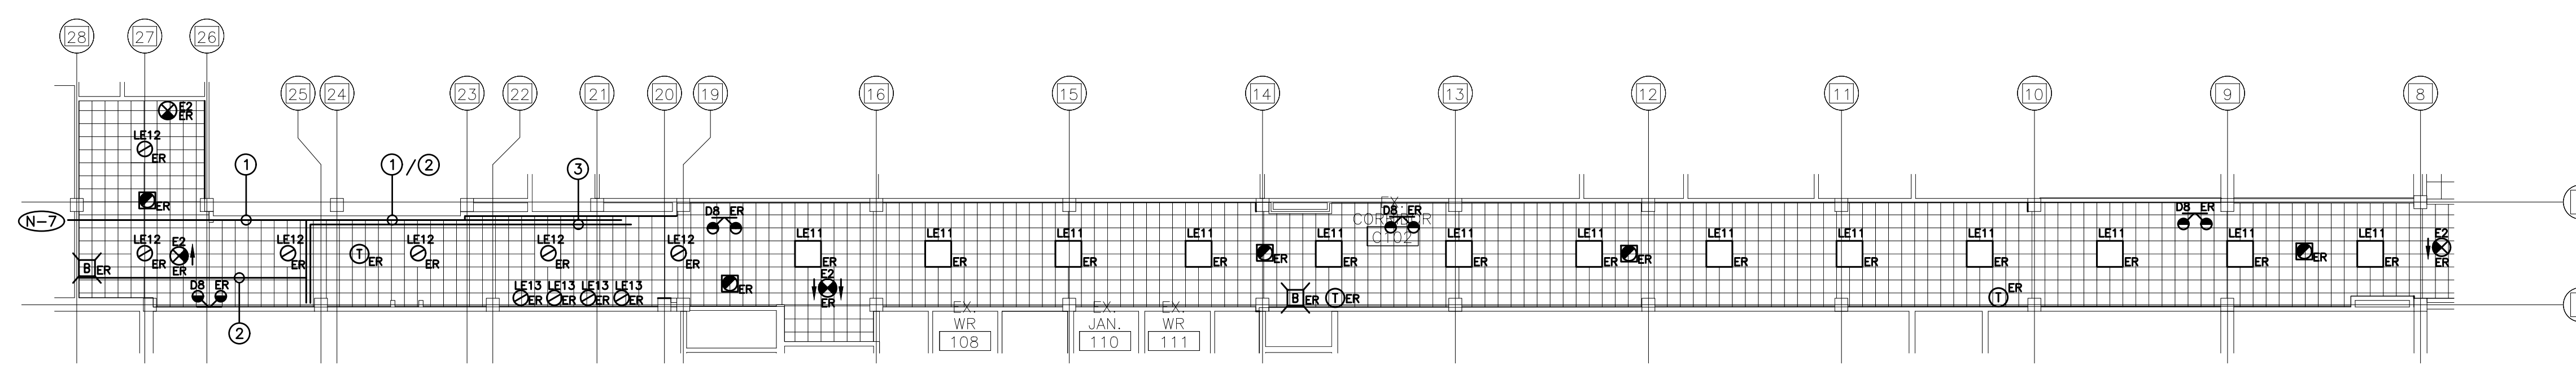 28 27 26
25 24 23 22 21 20 19 16 15 14 13 12 11 10 9 8
E2
ER
LE12
ER
1 1/2 3
ER
N-7
D8 ER
EX.
CORRIDOR
C102
D8 ER
D8 ER
LE12 E2 LE12 LE12 LE12 LE12 LE11 LE11 LE11 LE11 LE11 LE11 LE11 LE11 LE11 LE11 LE11 LE11 LE11 E2
ER ER ER ER ER ER ER ER ER ER ER ER ER ER ER ER ER ER ER ER ER ER ER
B ER ER
D8 ER
LE13 LE13 LE13 LE13
ER ER ER ER
ER
E2
ER
B ER T ER
T ER
T
2
EX.
WR
108
EX.
JAN.
110
EX.
WR
111